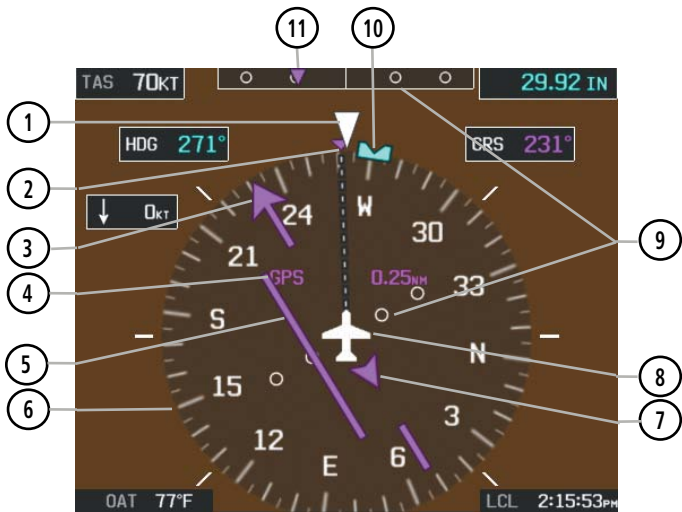 11 10
TAS 70KT
29.92 IN
1
HDG 271°
CRS 231°
2
W
24
↓ 0KT
30
3
21
9
GPS 0.25NM
33
4
S
N
5
8
15
6
3
7
12
6
E
OAT 77°F
LCL 2:15:53PM